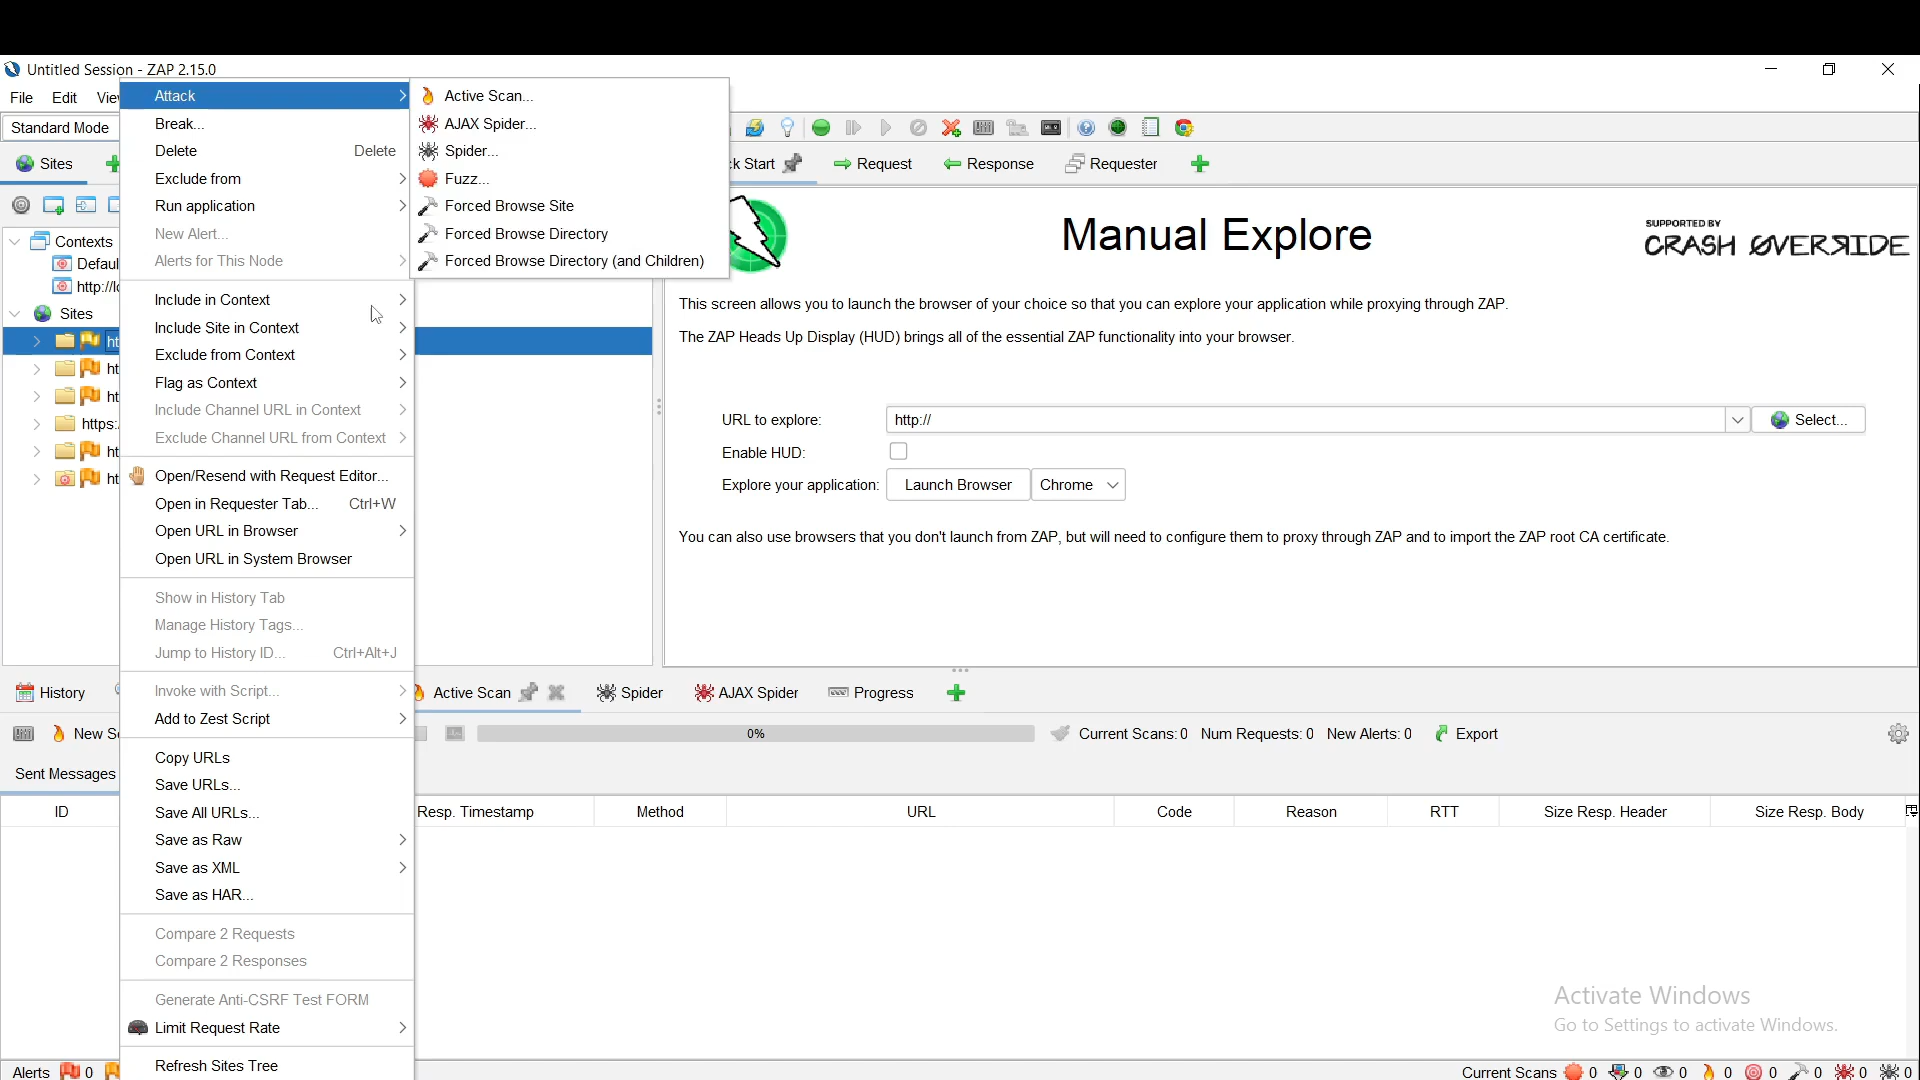 Untitled Session - ZAP 2.15.0
File Edit
Attack
Active Scan...
Break...
AJAX Spider...
Standard Mode
Delete Delete
Spider...
Sites
Start
Request
Response
Requester
Exclude from
Fuzz...
Run application
Forced Browse Site
New Alert...
Forced Browse Directory
Alerts for This Node
Forced Browse Directory (and Children)
Contexts
Manual Explore
SUPPORTED BY
CRASH OVERRIDE
Include in Context
This screen allows you to launch the browser of your choice so that you can explore your application while proxying through ZAP.
Sites
Include Site in Context
The ZAP Heads Up Display (HUD) brings all of the essential ZAP functionality into your browser.
Exclude from Context
Flag as Context
Include Channel URL in Context
URL to explore: http:// Select...
https:
Exclude Channel URL from Context
Enable HUD:
Open/Resend with Request Editor...
Explore your application: Launch Browser Chrome
Open in Requester Tab... Ctrl+W
Open URL in Browser
You can also use browsers that you don't launch from ZAP, but will need to configure them to proxy through ZAP and to import the ZAP root CA certificate.
Open URL in System Browser
Show in History Tab
Manage History Tags...
Jump to History ID... Ctrl+Alt+J
History
Invoke with Script...
Active Scan
Spider
AJAX Spider
Progress
Add to Zest Script
New
0%
Current Scans: 0 Num Requests: 0 New Alerts: 0 Export
Copy URLs
Sent Messages
Save URLs...
Save All URLs...
ID Resp. Timestamp Method URL Code Reason RTT Size Resp. Header Size Resp. Body
Save as Raw
Save as XML
Save as HAR...
Compare 2 Requests
Compare 2 Responses
Generate Anti-CSRF Test FORM
Activate Windows
Go to Settings to activate Windows.
Limit Request Rate
Refresh Sites Tree
Alerts 0
Current Scans 0 0 0 0 0 0 0 0